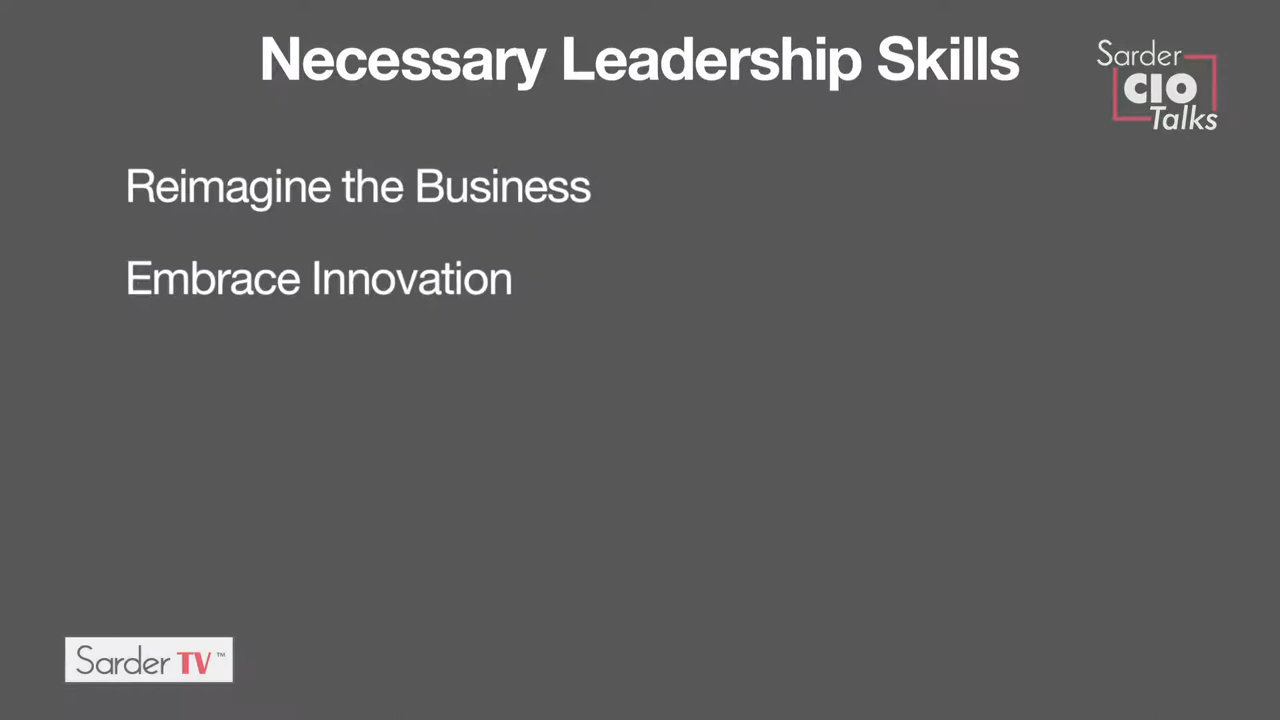 Necessary Leadership Skills
Sarder
CIO
Talks
Reimagine the Business
Embrace Innovation
Sarder TV™